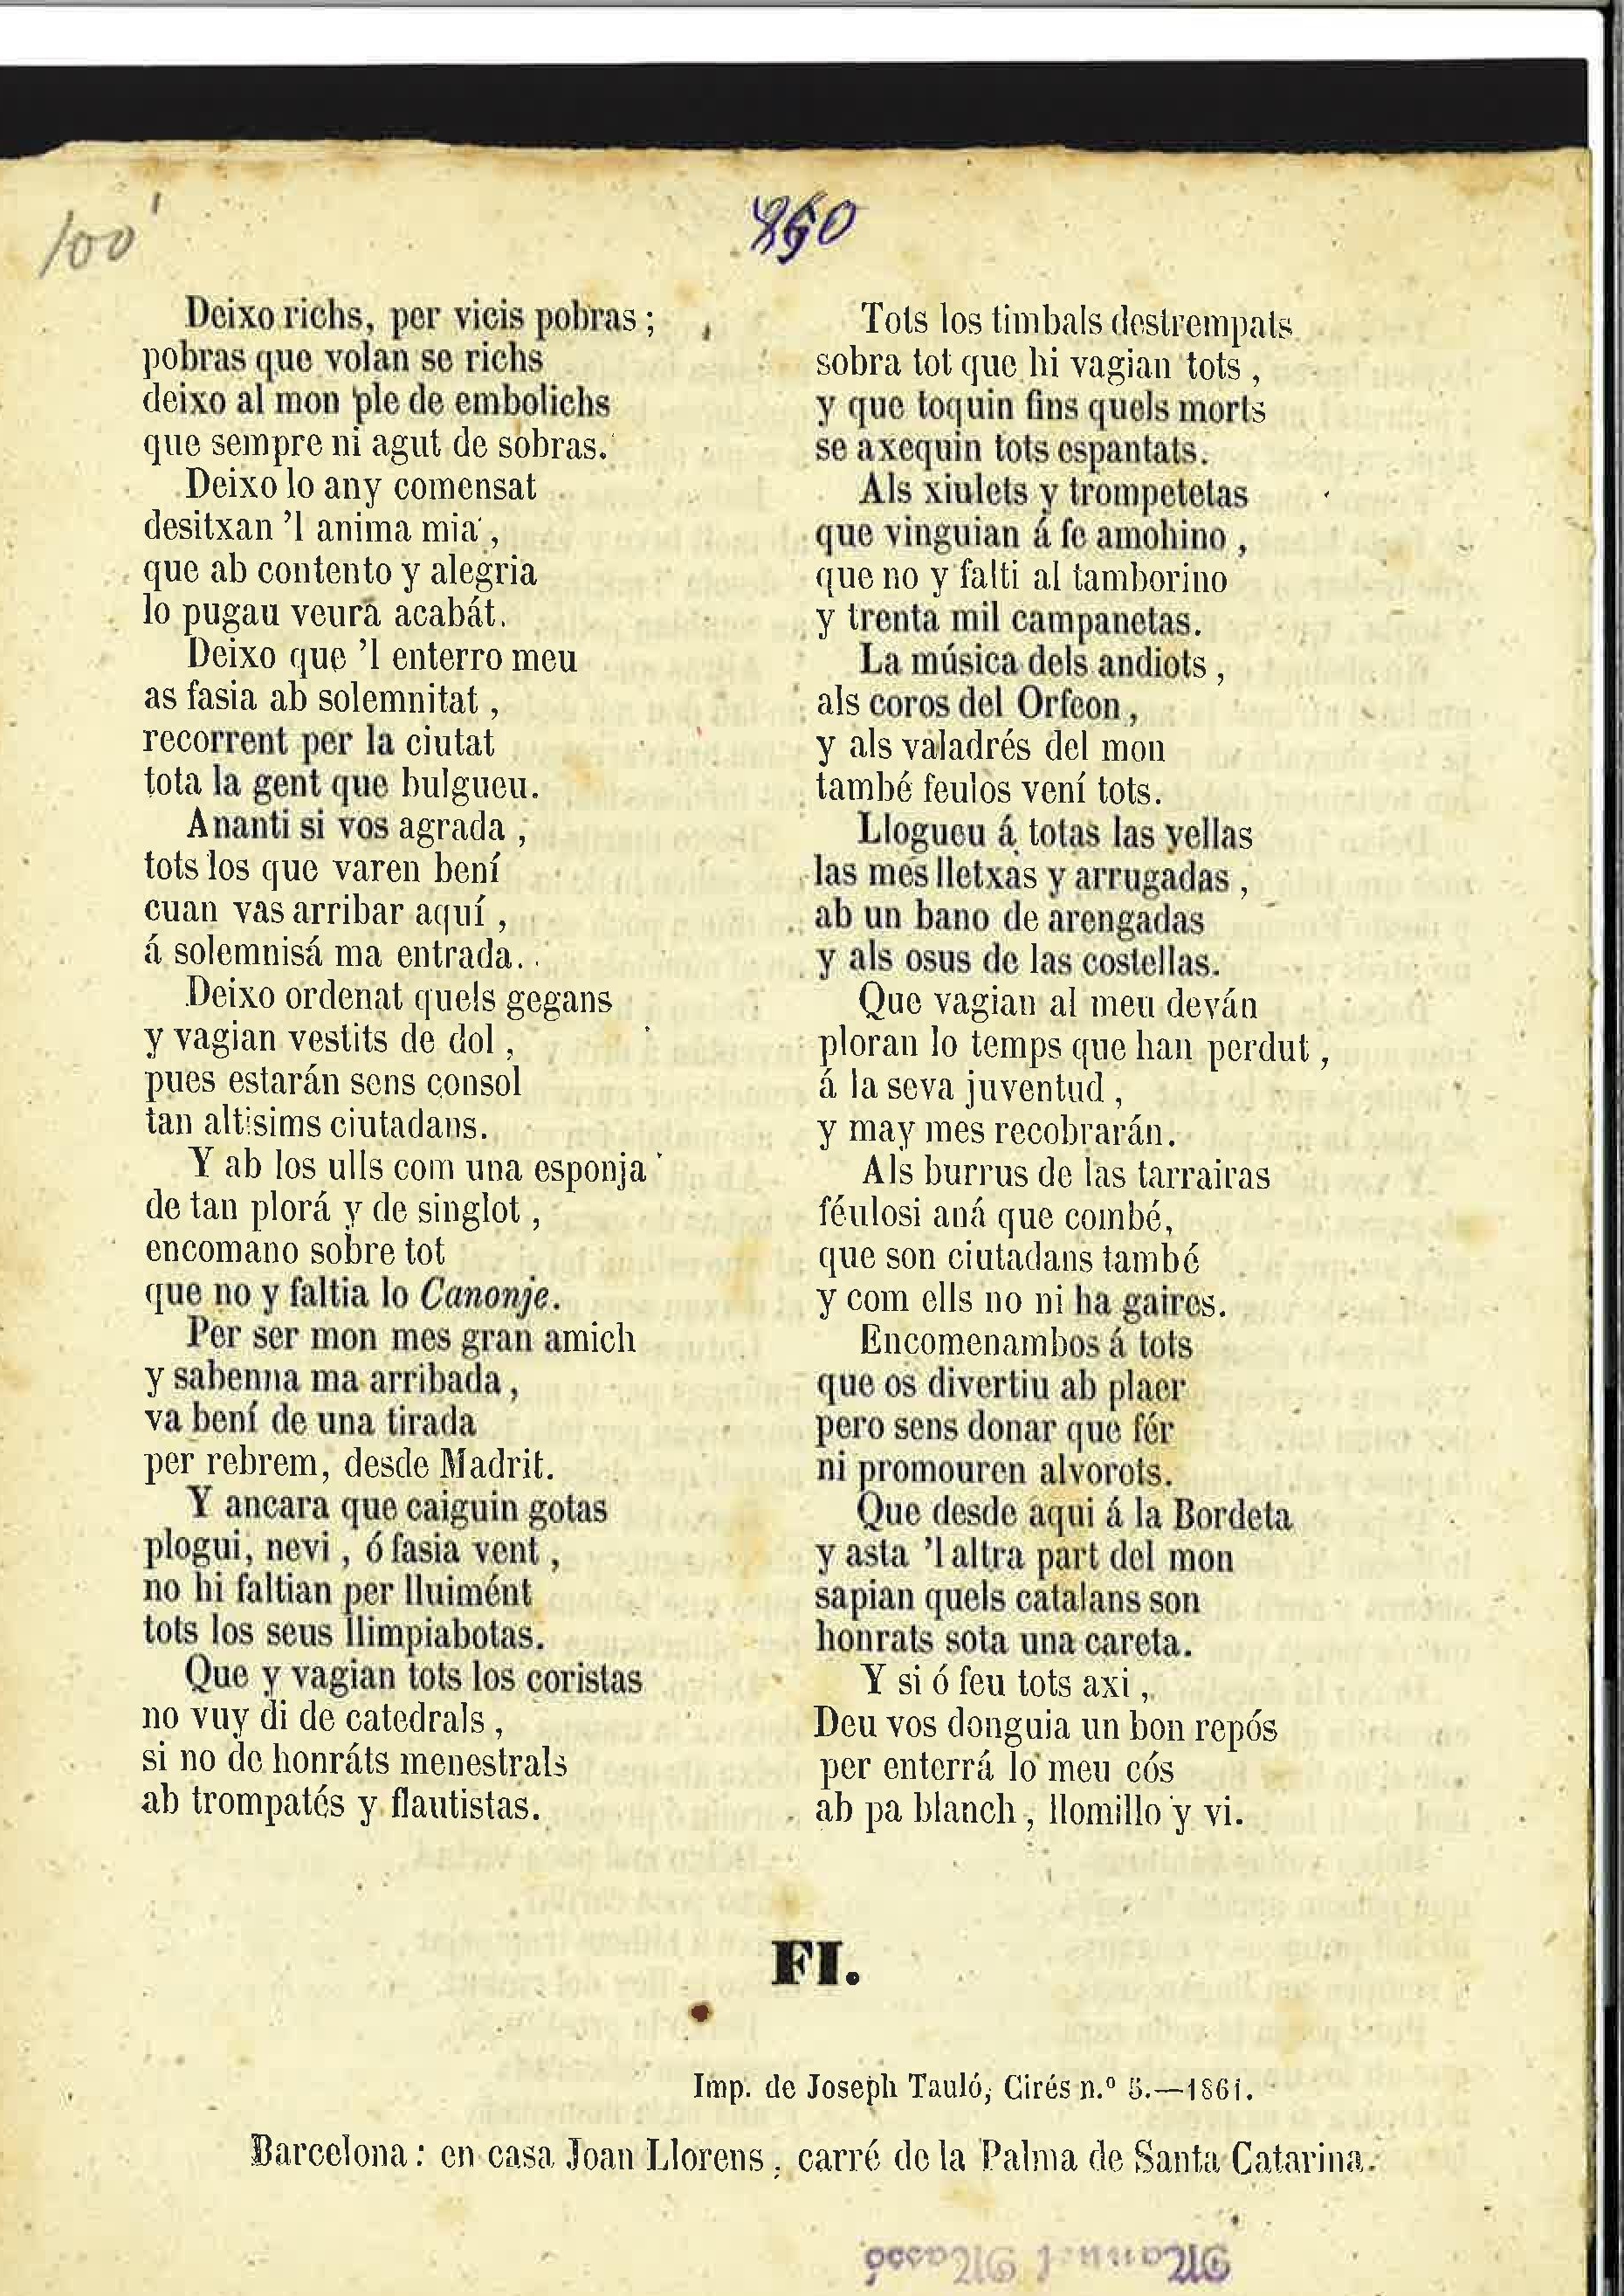 100
260
Deixo richs, per vicis pobras ;
pobras que volan se richs
deixo al mon ple de embolichs
que sempre ni agut de sobras.
Deixo lo any comensat
desitxan 'l anima mia ,
que ab contento y alegria
lo pugau veura acabát.
Deixo que 'l enterro meu
as fasia ab solemnitat ,
recorrent per la ciutat
tota la gent que bulgueu.
Ananti si vos agrada ,
tots los que varen bení
cuan vas arribar aquí ,
á solemnisá ma entrada.
Deixo ordenat quels gegans
y vagian vestits de dol ,
pues estarán sens consol
tan altisims ciutadans.
Y ab los ulls com una esponja
de tan plorá y de singlot ,
encomano sobre tot
que no y faltia lo Canonje.
Per ser mon mes gran amich
y sabenna ma arribada ,
va bení de una tirada
per rebrem, desde Madrit.
Y ancara que caiguin gotas
plogui, nevi , ó fasia vent ,
no hi faltian per lluimént
tots los seus llimpiabotas.
Que y vagian tots los coristas
no vuy di de catedrals ,
si no de honráts menestrals
ab trompatés y flautistas.
Tots los timbals destrempats
sobra tot que hi vagian tots ,
y que toquin fins quels morts
se axequin tots espantats.
Als xiulets y trompetetas
que vinguian á fe amohino ,
que no y falti al tamborino
y trenta mil campanetas.
La música dels andiots ,
als coros del Orfeon ,
y als valadrés del mon
també feulos vení tots.
Llogueu á totas las vellas
las mes lletxas y arrugadas ,
ab un bano de arengadas
y als osus de las costellas.
Que vagian al meu deván
ploran lo temps que han perdut ,
á la seva juventud ,
y may mes recobrarán.
Als burrus de las tarrairas
féulosi aná que combé,
que son ciutadans també
y com ells no ni ha gaires.
Encomenambos á tots
que os divertiu ab plaer
pero sens donar que fér
ni promouren alvorots.
Que desde aqui á la Bordeta
y asta 'l altra part del mon
sapian quels catalans son
honrats sota una careta.
Y si ó feu tots axi ,
Deu vos donguia un bon repós
per enterrá lo meu cós
ab pa blanch , llomillo y vi.
FI.
Imp. de Joseph Tauló, Cirés n.º 5.—1861.
Barcelona : en casa Joan Llorens , carré de la Palma de Santa Catarina.
Manuel Massó